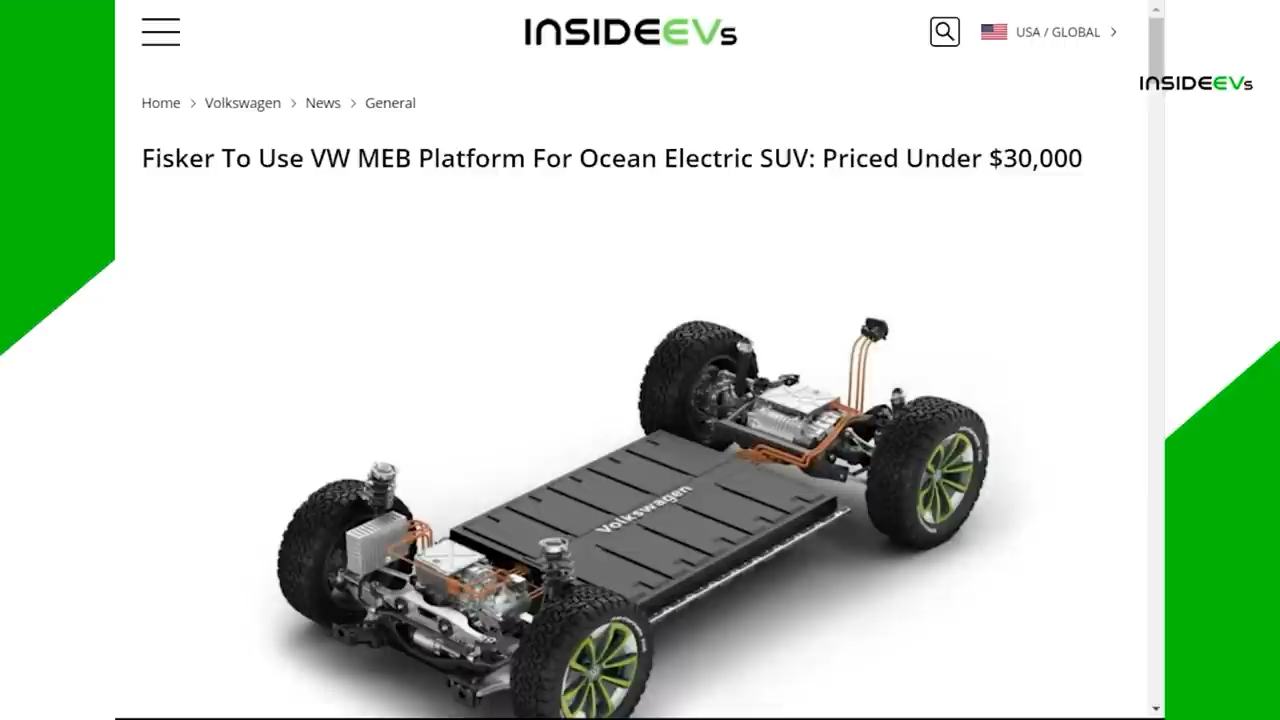 INSIDEEVs
USA / GLOBAL
INSIDEEVs
Home > Volkswagen > News > General
Fisker To Use VW MEB Platform For Ocean Electric SUV: Priced Under $30,000
Volkswagen